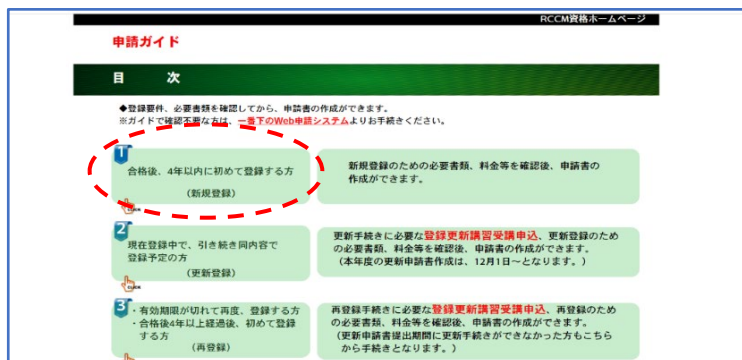 RCCM資格ホームページ
申請ガイド
目 次
◆登録要件、必要書類を確認してから、申請書の作成ができます。
※ガイドで確認不要な方は、一番下のWeb申請システムよりお手続きください。
1
合格後、4年以内に初めて登録する方
（新規登録）
CLICK
新規登録のための必要書類、料金等を確認後、申請書の
作成ができます。
2
現在登録中で、引き続き同内容で
登録予定の方
（更新登録）
CLICK
更新手続きに必要な登録更新講習受講申込、更新登録のため
の必要書類、料金等を確認後、申請書の作成ができます。
（本年度の更新申請書作成は、12月1日～となります。）
3
・有効期限が切れて再度、登録する方
・合格後4年以上経過後、初めて登録
する方
（再登録）
再登録手続きに必要な登録更新講習受講申込、再登録のため
の必要書類、料金等を確認後、申請書の作成ができます。
（更新申請書提出期間に更新手続きができなかった方もこちら
から手続きとなります。）